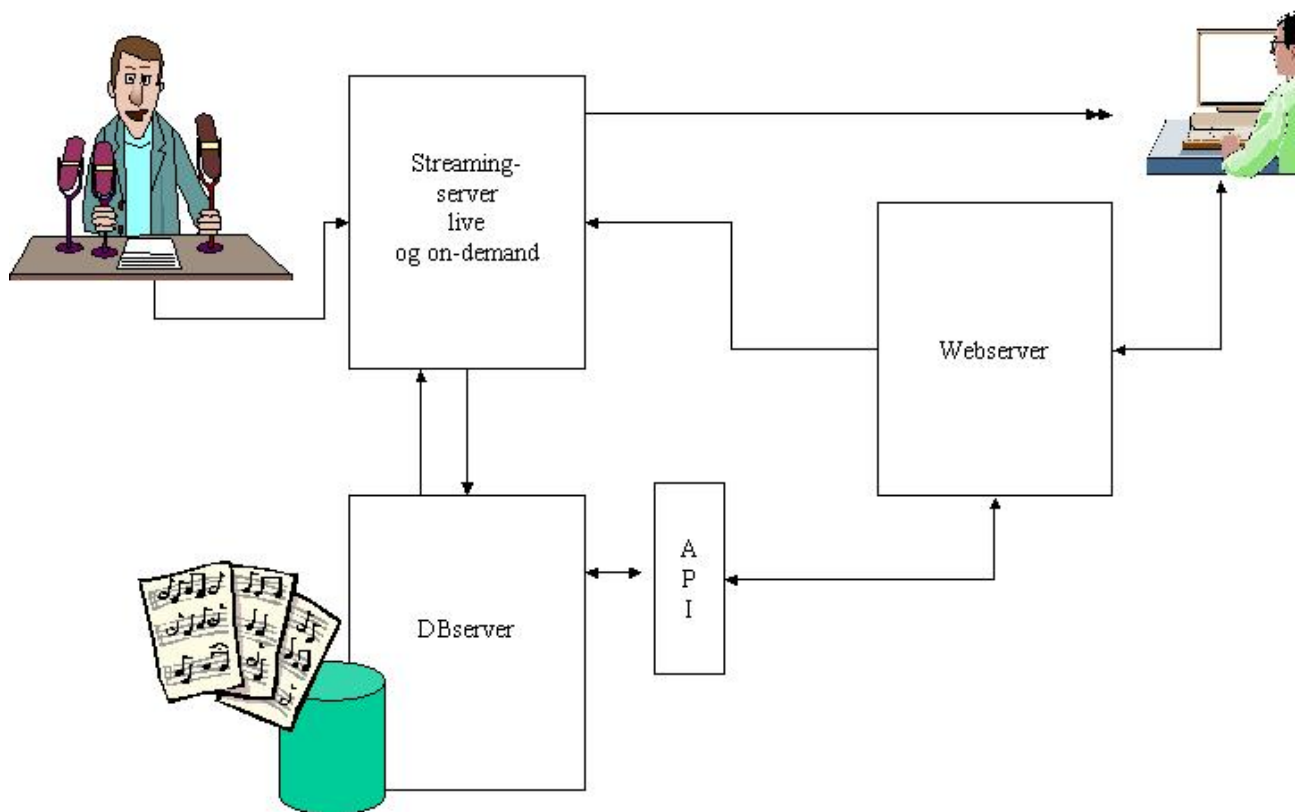 Streaming-
server
live
og on-demand
Webserver
A
P
I
DBserver